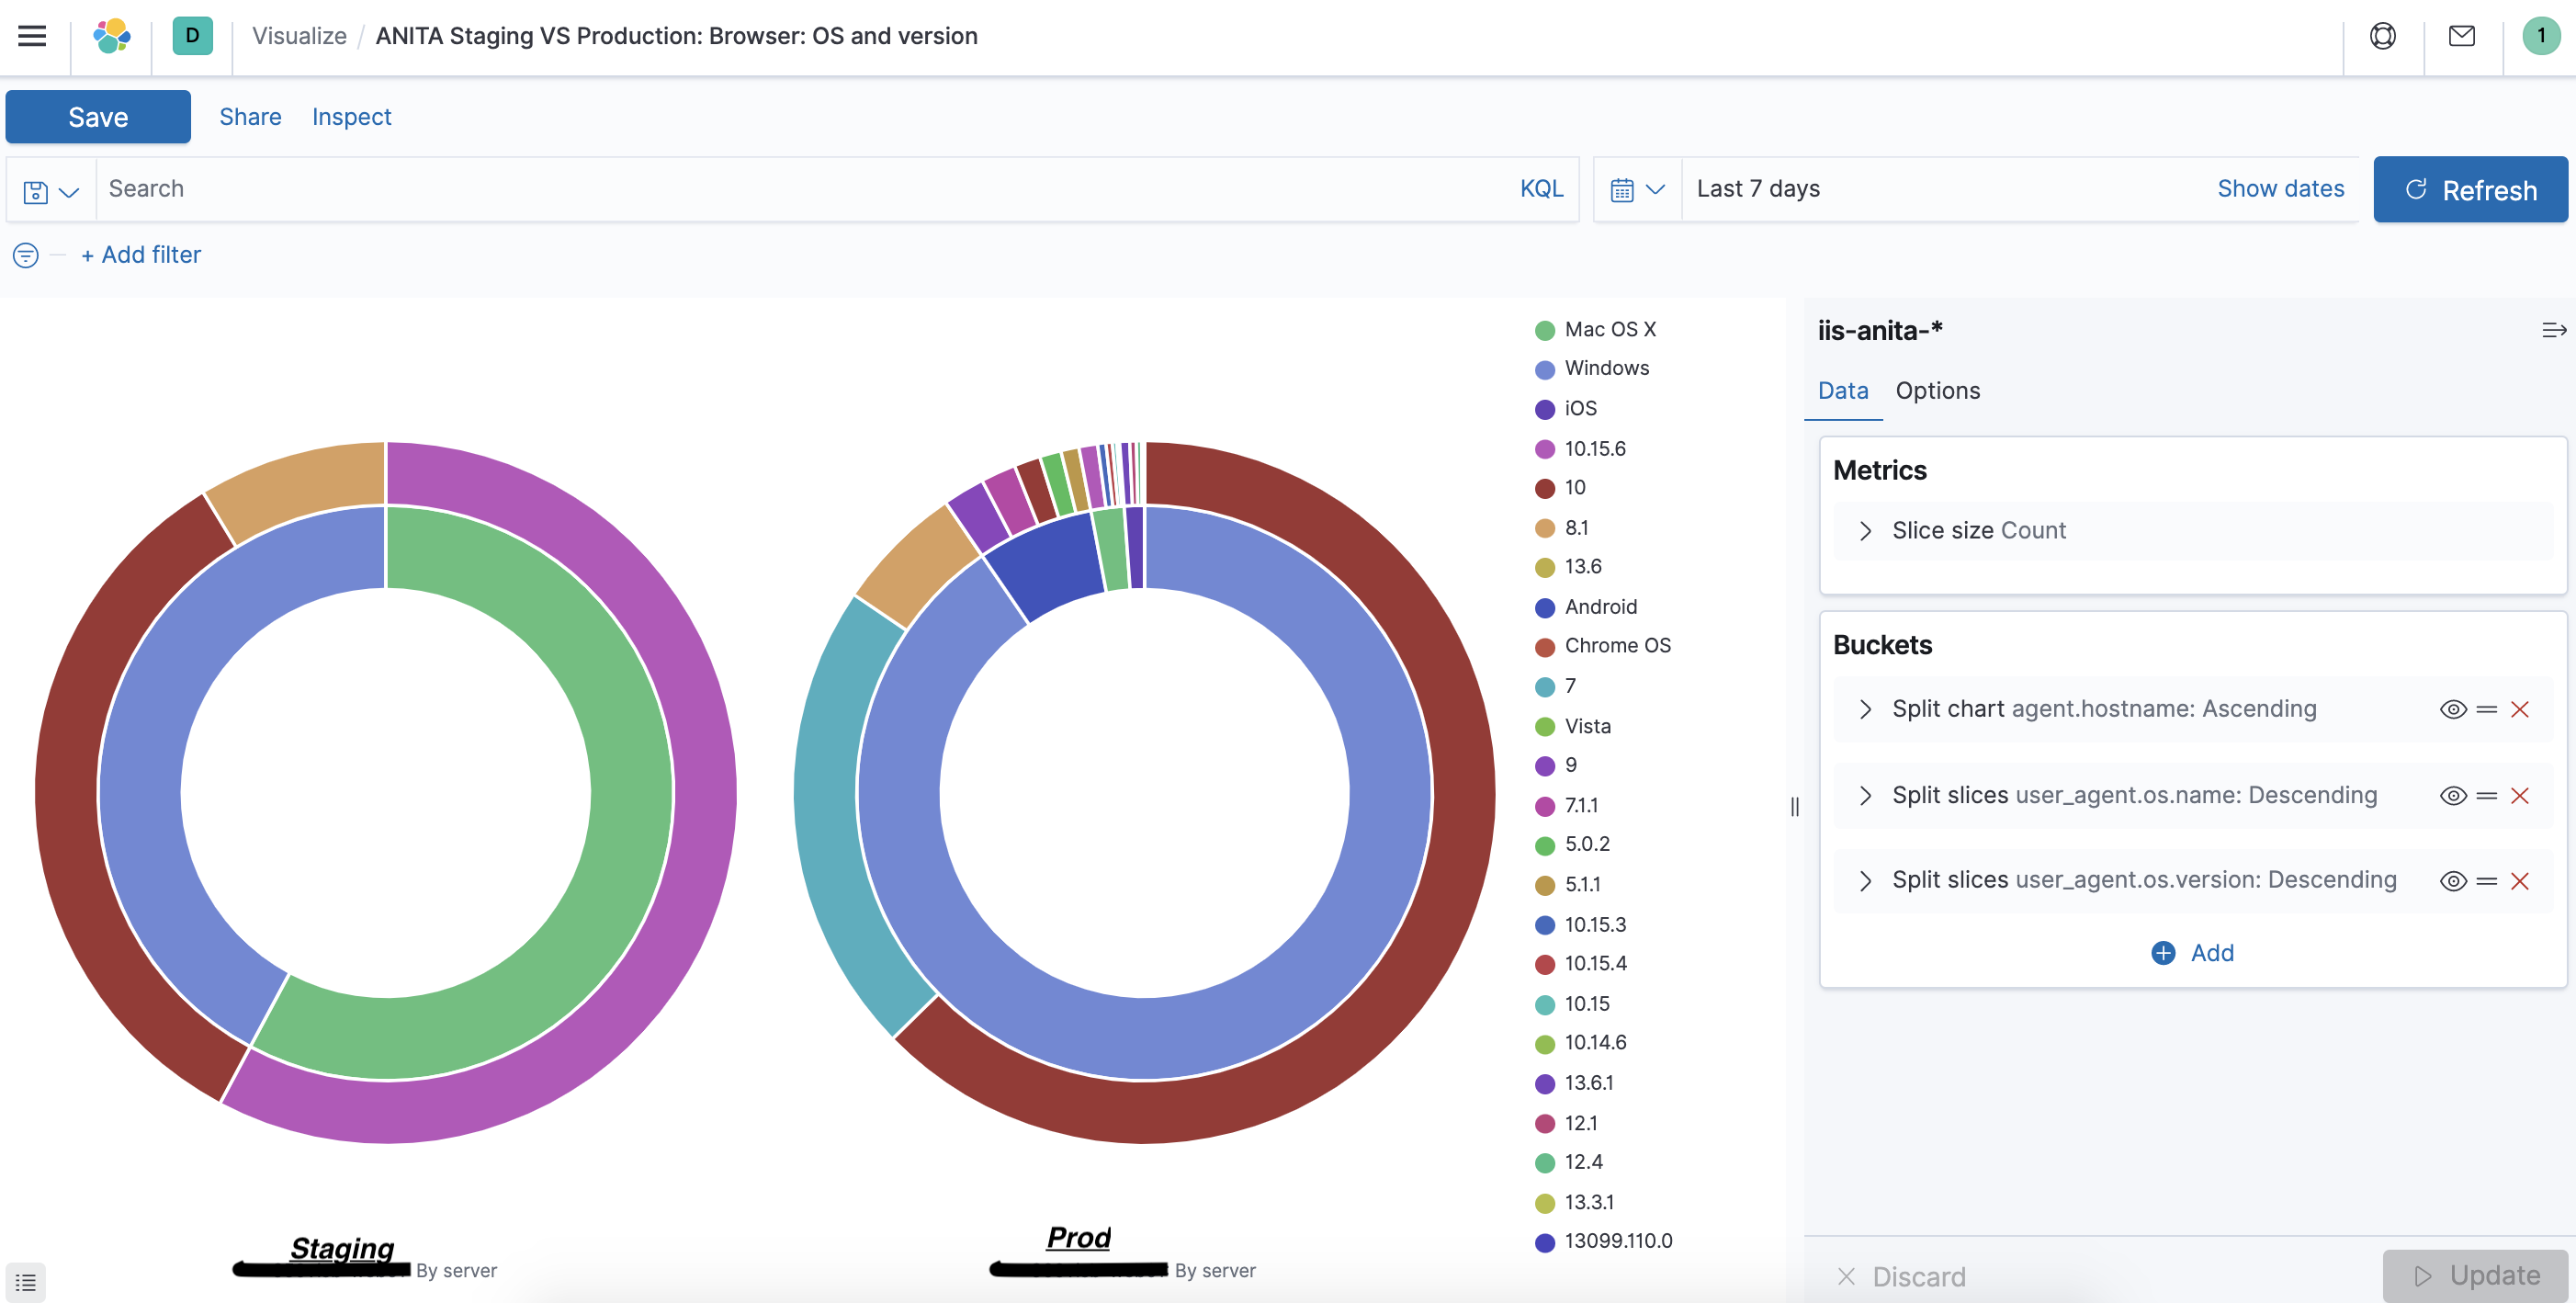 D Visualize / ANITA Staging VS Production: Browser: OS and version 1
Save Share Inspect
Search KQL Last 7 days Show dates Refresh
+ Add filter
Mac OS X
Windows
iOS
10.15.6
10
8.1
13.6
Android
Chrome OS
7
Vista
9
7.1.1
5.0.2
5.1.1
10.15.3
10.15.4
10.15
10.14.6
13.6.1
12.1
12.4
13.3.1
13099.110.0
Staging
By server
Prod
By server
iis-anita-*
Data Options
Metrics
Slice size Count
Buckets
Split chart agent.hostname: Ascending
Split slices user_agent.os.name: Descending
Split slices user_agent.os.version: Descending
Add
Discard Update